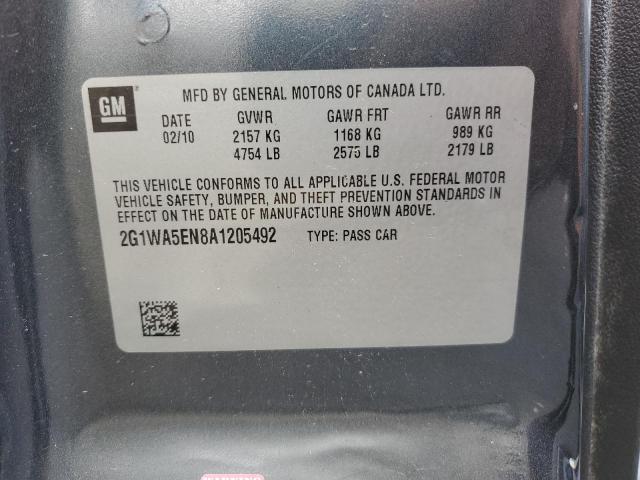 GM
MFD BY GENERAL MOTORS OF CANADA LTD.
DATE GVWR GAWR FRT GAWR RR
02/10 2157 KG 1168 KG 989 KG
4754 LB 2575 LB 2179 LB
THIS VEHICLE CONFORMS TO ALL APPLICABLE U.S. FEDERAL MOTOR
VEHICLE SAFETY, BUMPER, AND THEFT PREVENTION STANDARDS IN
EFFECT ON THE DATE OF MANUFACTURE SHOWN ABOVE.
2G1WA5EN8A1205492 TYPE: PASS CAR
WARNING